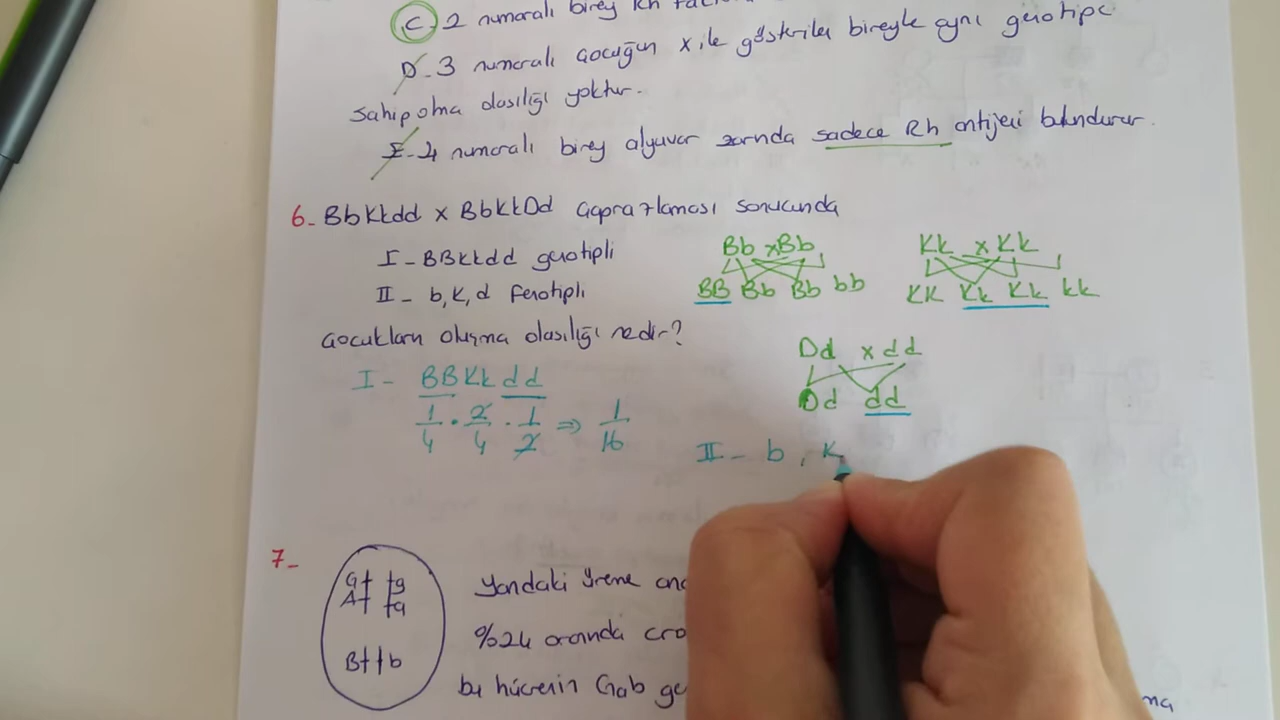 C. 2 numaralı birey Rh
D. 3 numaralı çocuğun x ile gösterilen bireyle aynı genotipe
sahip olma olasılığı yoktur.
E. 4 numaralı birey alyuvar zarında sadece Rh antijeni bulundurur.
6- BbKkdd x BbKkDd Çaprazlaması sonucunda
I - BBKkdd genotipli
II - b, K, d fenotipli
çocukların oluşma olasılığı nedir?
Bb x Bb
BB Bb Bb bb
Kk x Kk
KK Kk Kk kk
Dd x dd
Dd dd
I - BBKkdd
1/4 . 2/4 . 1/2 ⇒ 1/16
II - b, K
7-
G g
A a
B b
Yandaki üreme
%24 oranında
bu hücrenin Gab
ma